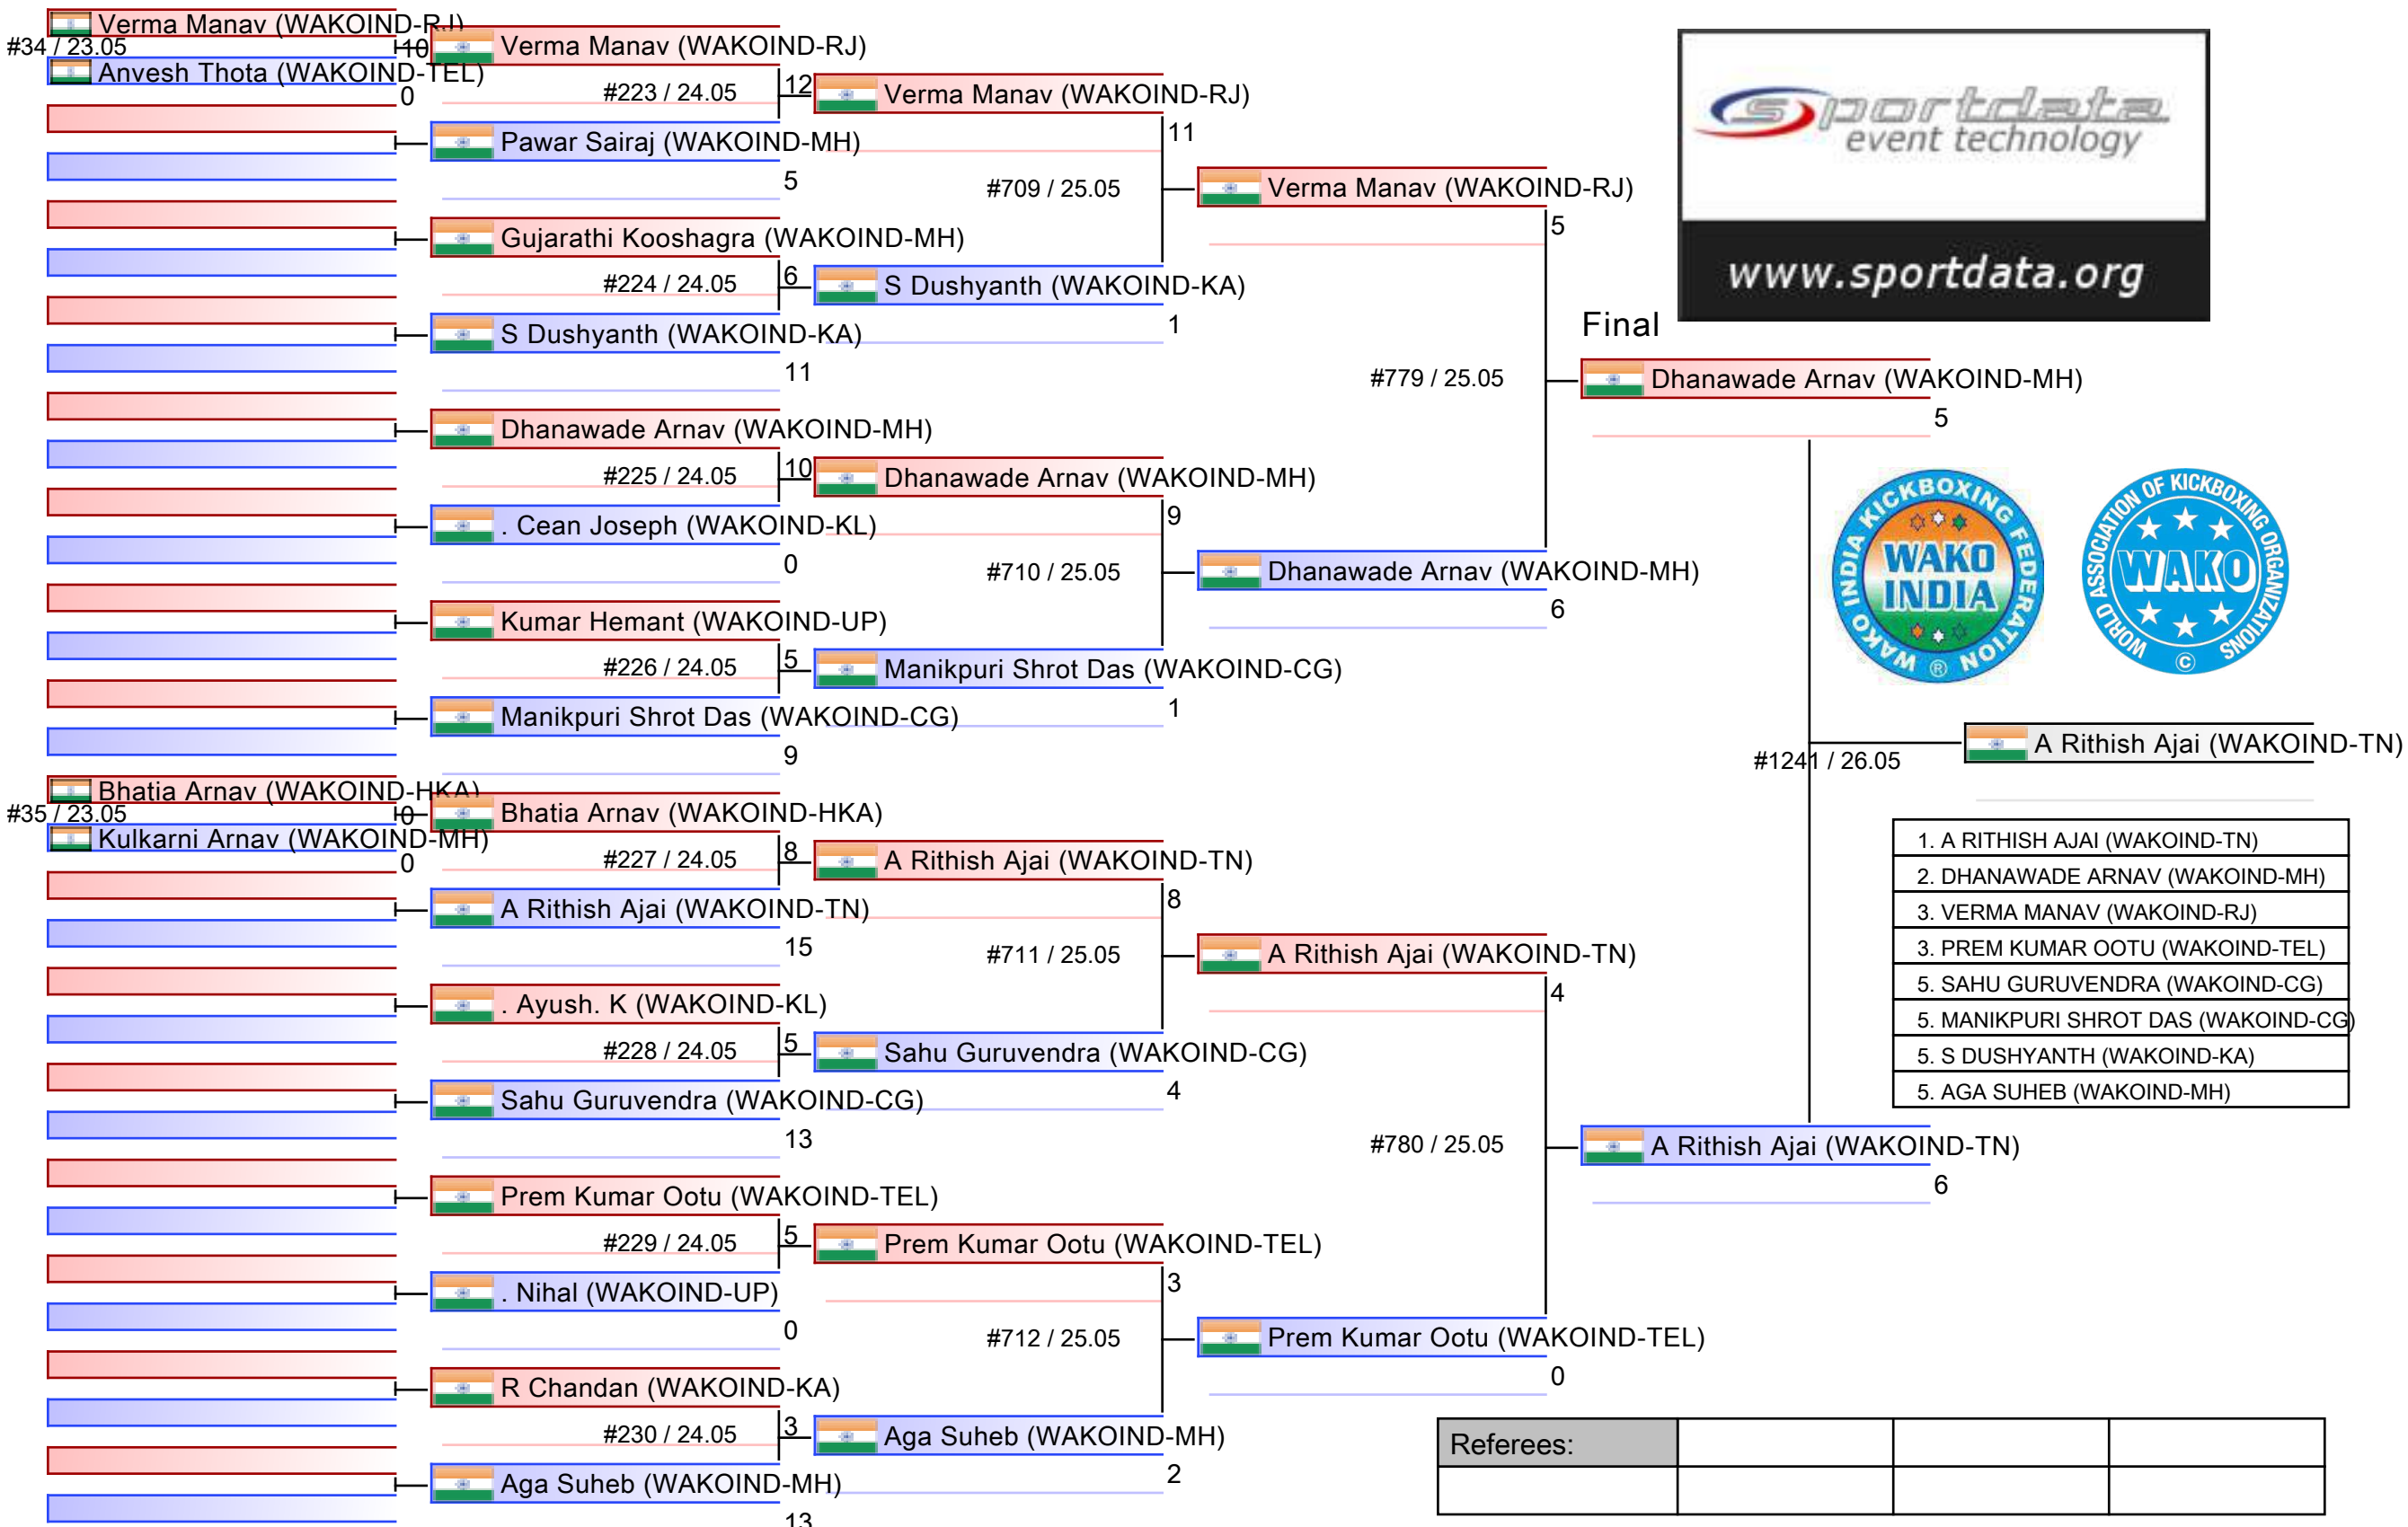 Verma Manav (WAKOIND-RJ)
#34 / 23.05
10
Anvesh Thota (WAKOIND-TEL)
0
Bhatia Arnav (WAKOIND-HKA)
#35 / 23.05
0
Kulkarni Arnav (WAKOIND-MH)
0
Verma Manav (WAKOIND-RJ)
#223 / 24.05
12
Pawar Sairaj (WAKOIND-MH)
5
Gujarathi Kooshagra (WAKOIND-MH)
#224 / 24.05
6
S Dushyanth (WAKOIND-KA)
11
Dhanawade Arnav (WAKOIND-MH)
#225 / 24.05
10
. Cean Joseph (WAKOIND-KL)
0
Kumar Hemant (WAKOIND-UP)
#226 / 24.05
5
Manikpuri Shrot Das (WAKOIND-CG)
9
Bhatia Arnav (WAKOIND-HKA)
#227 / 24.05
8
A Rithish Ajai (WAKOIND-TN)
15
. Ayush. K (WAKOIND-KL)
#228 / 24.05
5
Sahu Guruvendra (WAKOIND-CG)
13
Prem Kumar Ootu (WAKOIND-TEL)
#229 / 24.05
5
. Nihal (WAKOIND-UP)
0
R Chandan (WAKOIND-KA)
#230 / 24.05
3
Aga Suheb (WAKOIND-MH)
13
Verma Manav (WAKOIND-RJ)
11
#709 / 25.05
S Dushyanth (WAKOIND-KA)
1
Dhanawade Arnav (WAKOIND-MH)
9
#710 / 25.05
Manikpuri Shrot Das (WAKOIND-CG)
1
A Rithish Ajai (WAKOIND-TN)
8
#711 / 25.05
Sahu Guruvendra (WAKOIND-CG)
4
Prem Kumar Ootu (WAKOIND-TEL)
3
#712 / 25.05
Aga Suheb (WAKOIND-MH)
2
Verma Manav (WAKOIND-RJ)
5
#779 / 25.05
Dhanawade Arnav (WAKOIND-MH)
6
A Rithish Ajai (WAKOIND-TN)
4
#780 / 25.05
Prem Kumar Ootu (WAKOIND-TEL)
0
sportdata
event technology
www.sportdata.org
Final
Dhanawade Arnav (WAKOIND-MH)
5
WAKO INDIA KICKBOXING FEDERATION
WAKO
INDIA
®
WORLD ASSOCIATION OF KICKBOXING ORGANIZATIONS
WAKO
©
#1241 / 26.05
A Rithish Ajai (WAKOIND-TN)
A Rithish Ajai (WAKOIND-TN)
6
1. A RITHISH AJAI (WAKOIND-TN)
2. DHANAWADE ARNAV (WAKOIND-MH)
3. VERMA MANAV (WAKOIND-RJ)
3. PREM KUMAR OOTU (WAKOIND-TEL)
5. SAHU GURUVENDRA (WAKOIND-CG)
5. MANIKPURI SHROT DAS (WAKOIND-CG)
5. S DUSHYANTH (WAKOIND-KA)
5. AGA SUHEB (WAKOIND-MH)
Referees: